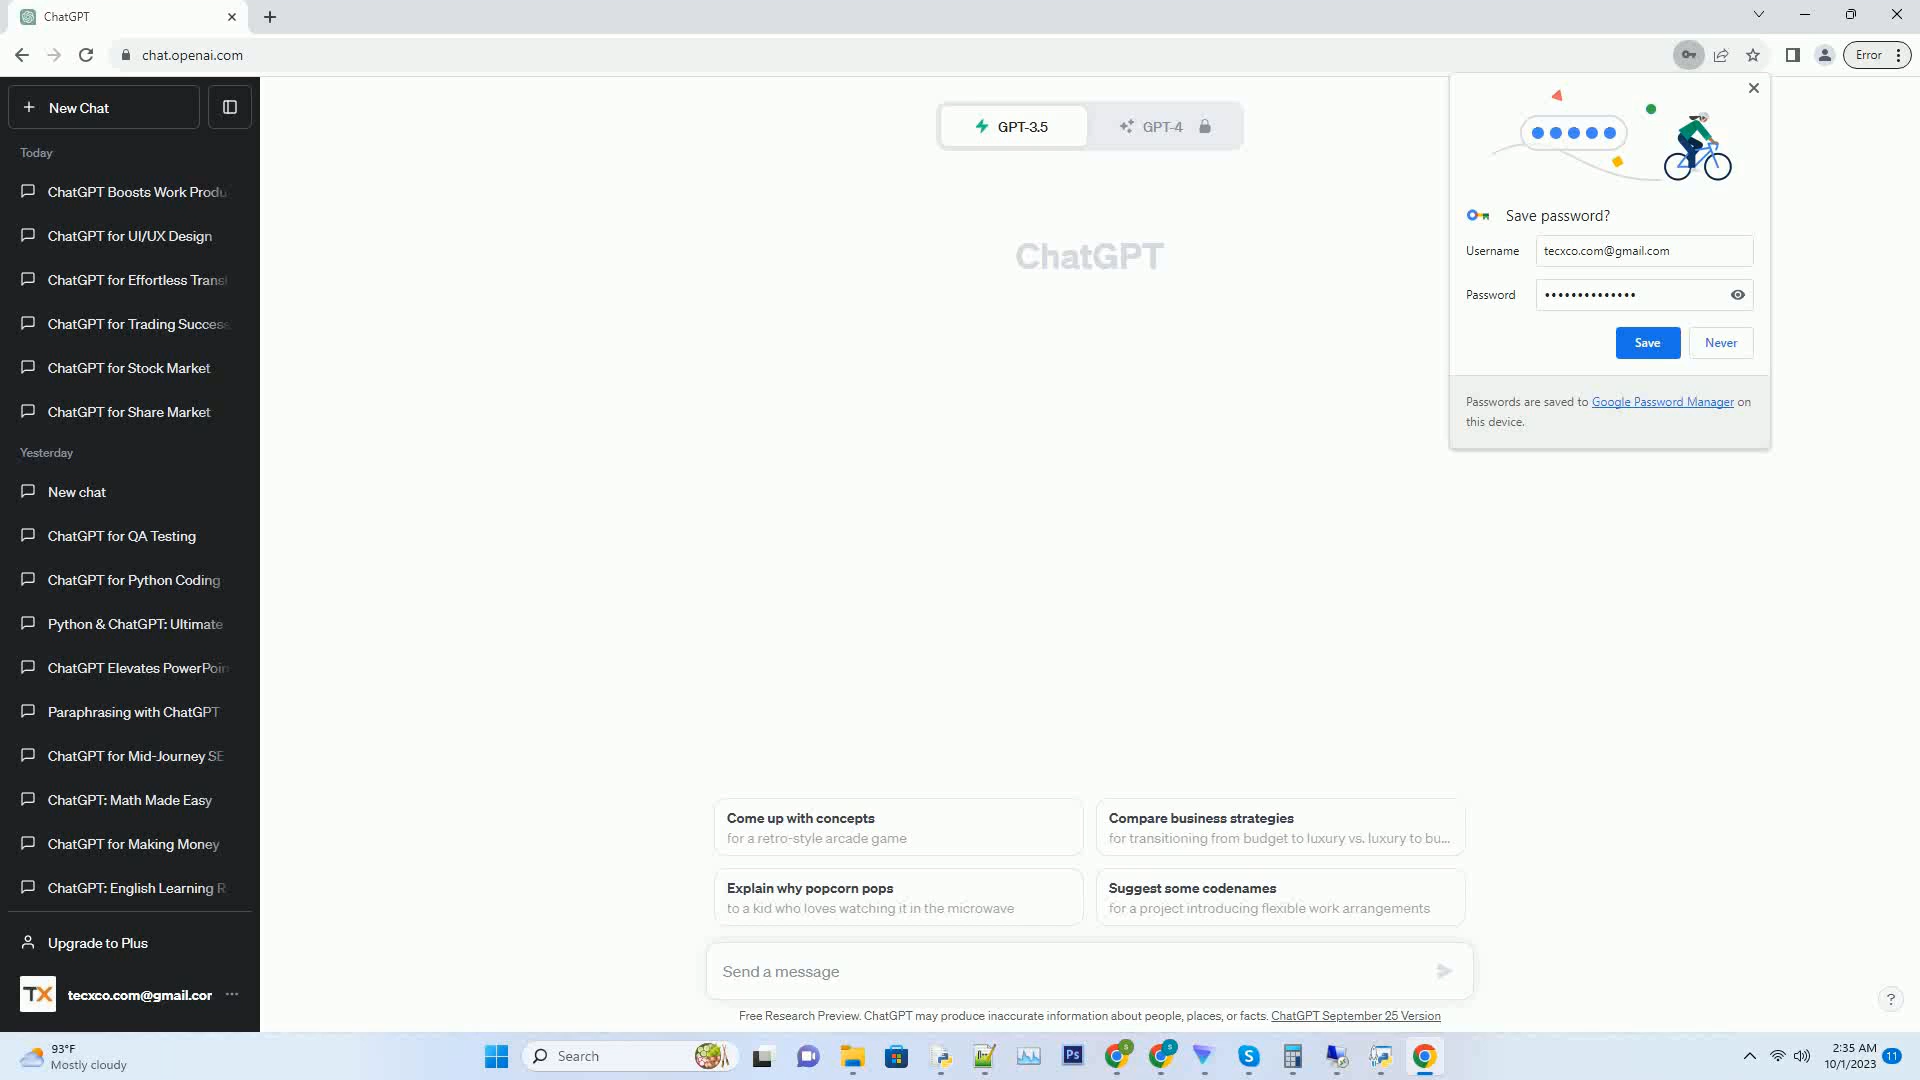 ChatGPT
chat.openai.com
Error
New Chat
Today
ChatGPT Boosts Work Produ
ChatGPT for UI/UX Design
ChatGPT for Effortless Transl
ChatGPT for Trading Success
ChatGPT for Stock Market
ChatGPT for Share Market
Yesterday
New chat
ChatGPT for QA Testing
ChatGPT for Python Coding
Python & ChatGPT: Ultimate
ChatGPT Elevates PowerPoin
Paraphrasing with ChatGPT
ChatGPT for Mid-Journey SE
ChatGPT: Math Made Easy
ChatGPT for Making Money
ChatGPT: English Learning R
Upgrade to Plus
TX tecxco.com@gmail.cor
GPT-3.5 GPT-4
ChatGPT
Save password?
Username tecxco.com@gmail.com
Password ••••••••••••••
Save Never
Passwords are saved to Google Password Manager on
this device.
Come up with concepts
for a retro-style arcade game
Compare business strategies
for transitioning from budget to luxury vs. luxury to bu...
Explain why popcorn pops
to a kid who loves watching it in the microwave
Suggest some codenames
for a project introducing flexible work arrangements
Send a message
Free Research Preview. ChatGPT may produce inaccurate information about people, places, or facts. ChatGPT September 25 Version
?
93°F
Mostly cloudy
Search
Ps
S
S
S
2:35 AM
10/1/2023
11